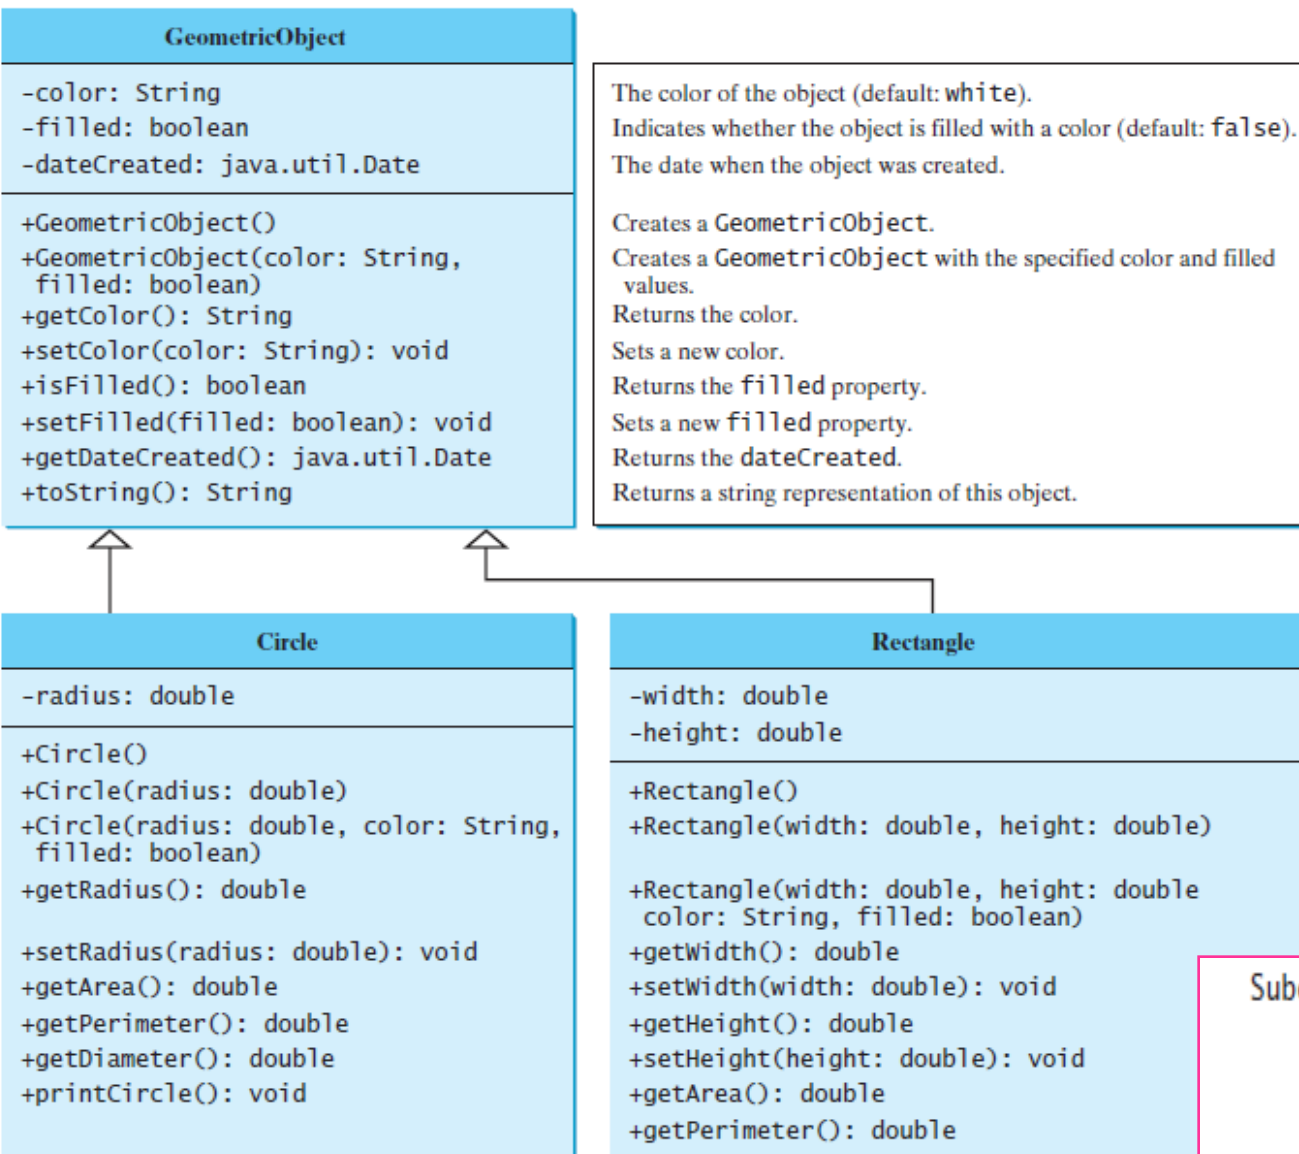 GeometricObject
-color: String
-filled: boolean
-dateCreated: java.util.Date
+GeometricObject()
+GeometricObject(color: String,
filled: boolean)
+getColor(): String
+setColor(color: String): void
+isFilled(): boolean
+setFilled(filled: boolean): void
+getDateCreated(): java.util.Date
+toString(): String
The color of the object (default: white).
Indicates whether the object is filled with a color (default: false).
The date when the object was created.
Creates a GeometricObject.
Creates a GeometricObject with the specified color and filled
values.
Returns the color.
Sets a new color.
Returns the filled property.
Sets a new filled property.
Returns the dateCreated.
Returns a string representation of this object.
Circle
-radius: double
+Circle()
+Circle(radius: double)
+Circle(radius: double, color: String,
filled: boolean)
+getRadius(): double
+setRadius(radius: double): void
+getArea(): double
+getPerimeter(): double
+getDiameter(): double
+printCircle(): void
Rectangle
-width: double
-height: double
+Rectangle()
+Rectangle(width: double, height: double)
+Rectangle(width: double, height: double
color: String, filled: boolean)
+getWidth(): double
+setWidth(width: double): void
+getHeight(): double
+setHeight(height: double): void
+getArea(): double
+getPerimeter(): double